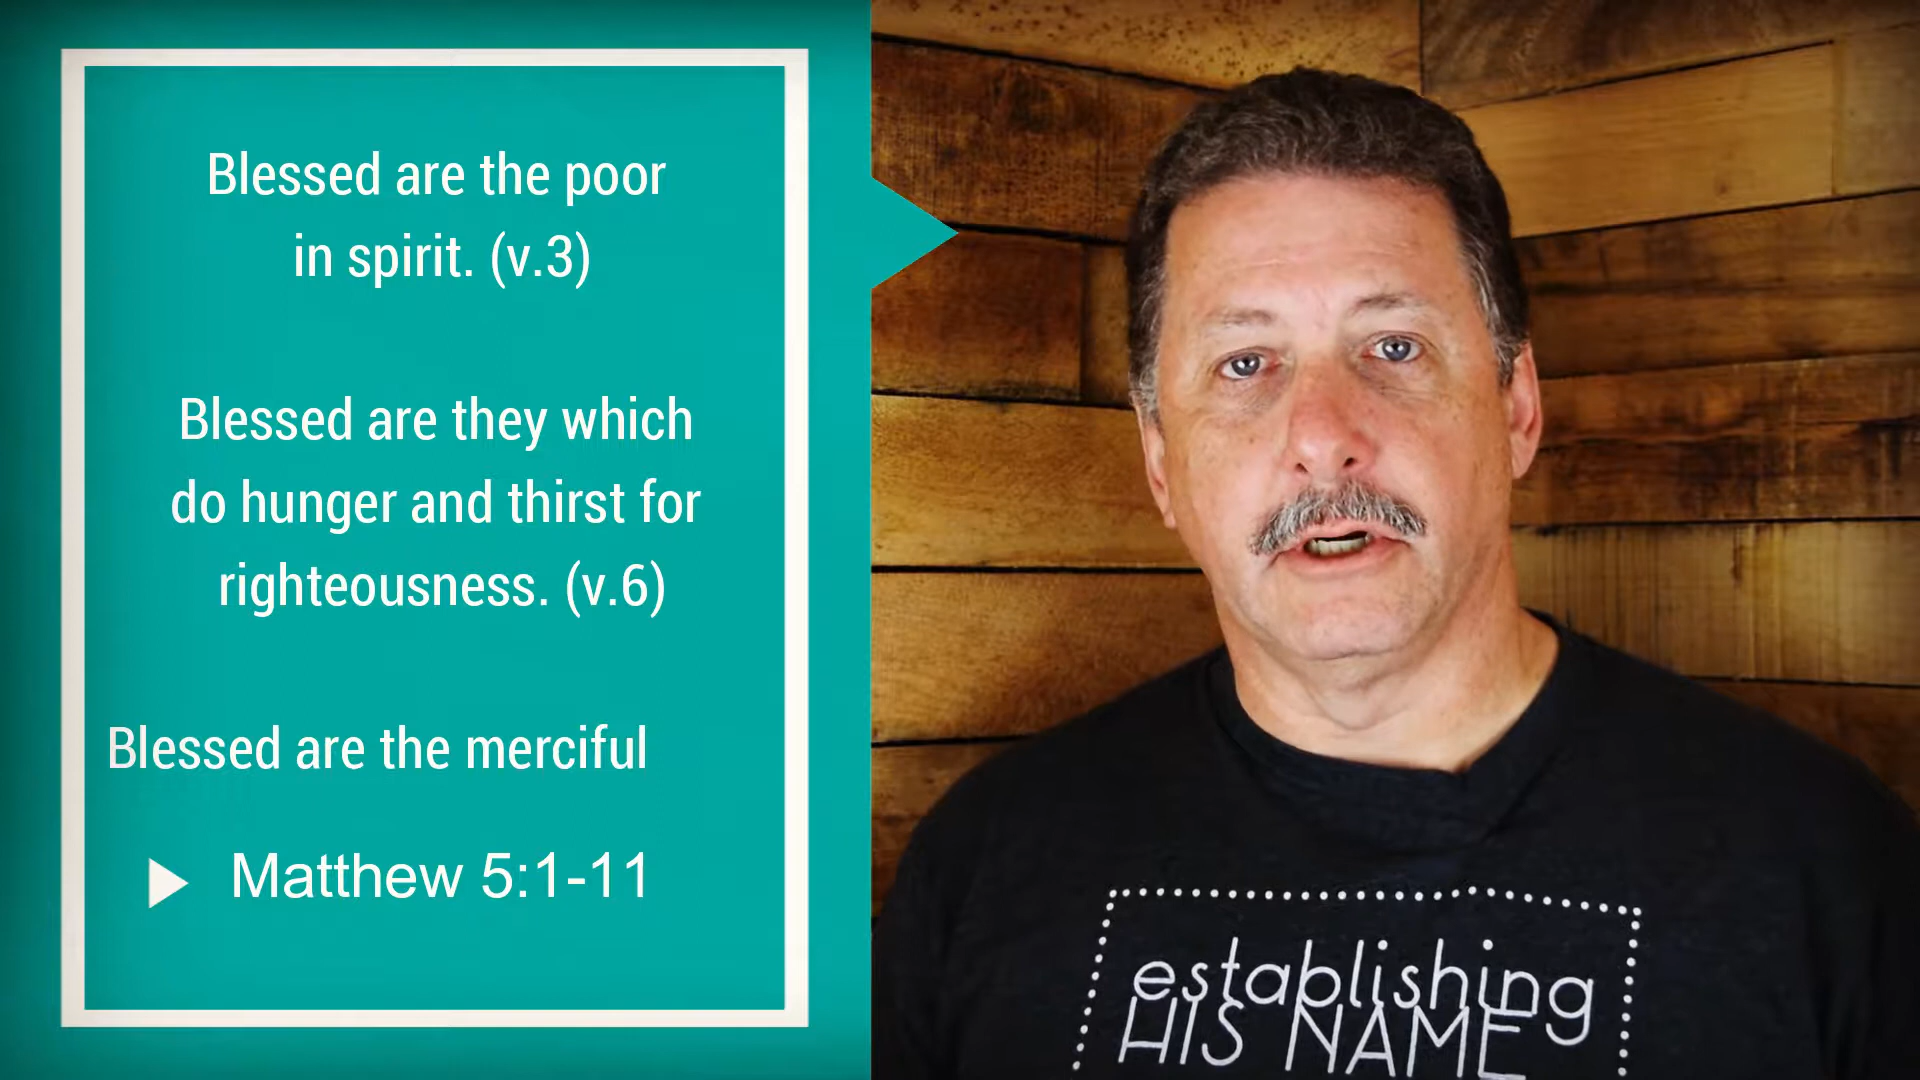 Blessed are the poor
in spirit. (v.3)
Blessed are they which
do hunger and thirst for
righteousness. (v.6)
Blessed are the merciful
Matthew 5:1-11
establishing
HIS NAME